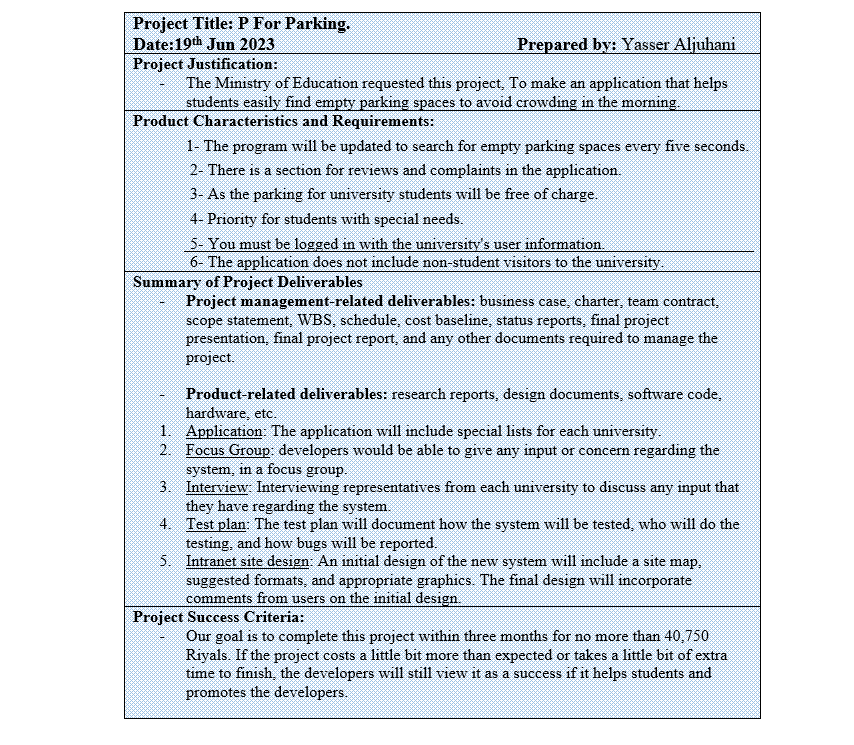 Project Title: P For Parking.
Date:19th Jun 2023 Prepared by: Yasser Aljuhani
Project Justification:
- The Ministry of Education requested this project, To make an application that helps
students easily find empty parking spaces to avoid crowding in the morning.
Product Characteristics and Requirements:
1- The program will be updated to search for empty parking spaces every five seconds.
2- There is a section for reviews and complaints in the application.
3- As the parking for university students will be free of charge.
4- Priority for students with special needs.
5- You must be logged in with the university's user information.
6- The application does not include non-student visitors to the university.
Summary of Project Deliverables
- Project management-related deliverables: business case, charter, team contract,
scope statement, WBS, schedule, cost baseline, status reports, final project
presentation, final project report, and any other documents required to manage the
project.
- Product-related deliverables: research reports, design documents, software code,
hardware, etc.
1. Application: The application will include special lists for each university.
2. Focus Group: developers would be able to give any input or concern regarding the
system, in a focus group.
3. Interview: Interviewing representatives from each university to discuss any input that
they have regarding the system.
4. Test plan: The test plan will document how the system will be tested, who will do the
testing, and how bugs will be reported.
5. Intranet site design: An initial design of the new system will include a site map,
suggested formats, and appropriate graphics. The final design will incorporate
comments from users on the initial design.
Project Success Criteria:
- Our goal is to complete this project within three months for no more than 40,750
Riyals. If the project costs a little bit more than expected or takes a little bit of extra
time to finish, the developers will still view it as a success if it helps students and
promotes the developers.